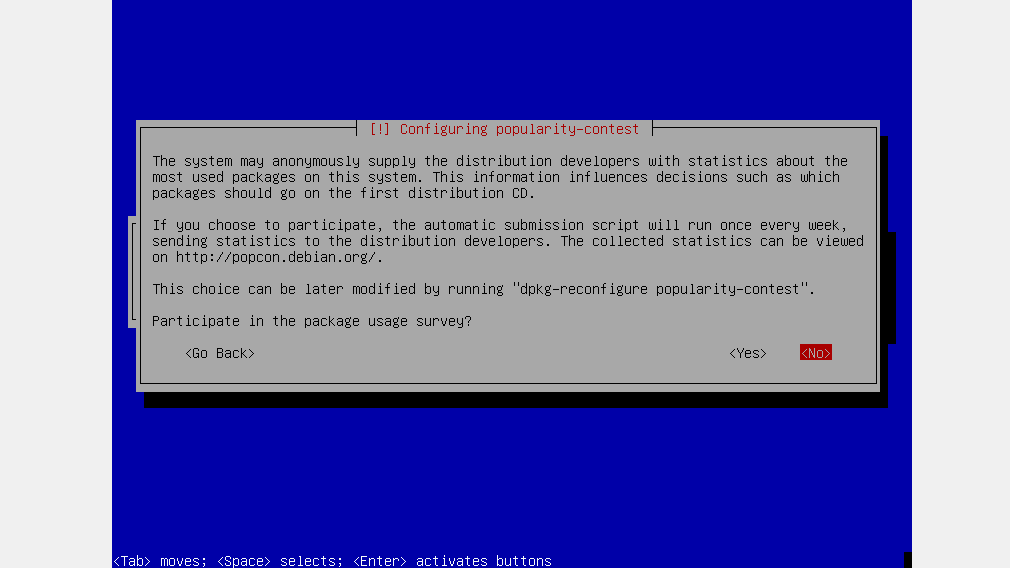 [!] Configuring popularity-contest
The system may anonymously supply the distribution developers with statistics about the
most used packages on this system. This information influences decisions such as which
packages should go on the first distribution CD.
If you choose to participate, the automatic submission script will run once every week,
sending statistics to the distribution developers. The collected statistics can be viewed
on http://popcon.debian.org/.
This choice can be later modified by running "dpkg-reconfigure popularity-contest".
Participate in the package usage survey?
<Go Back> <Yes> <No>
<Tab> moves; <Space> selects; <Enter> activates buttons